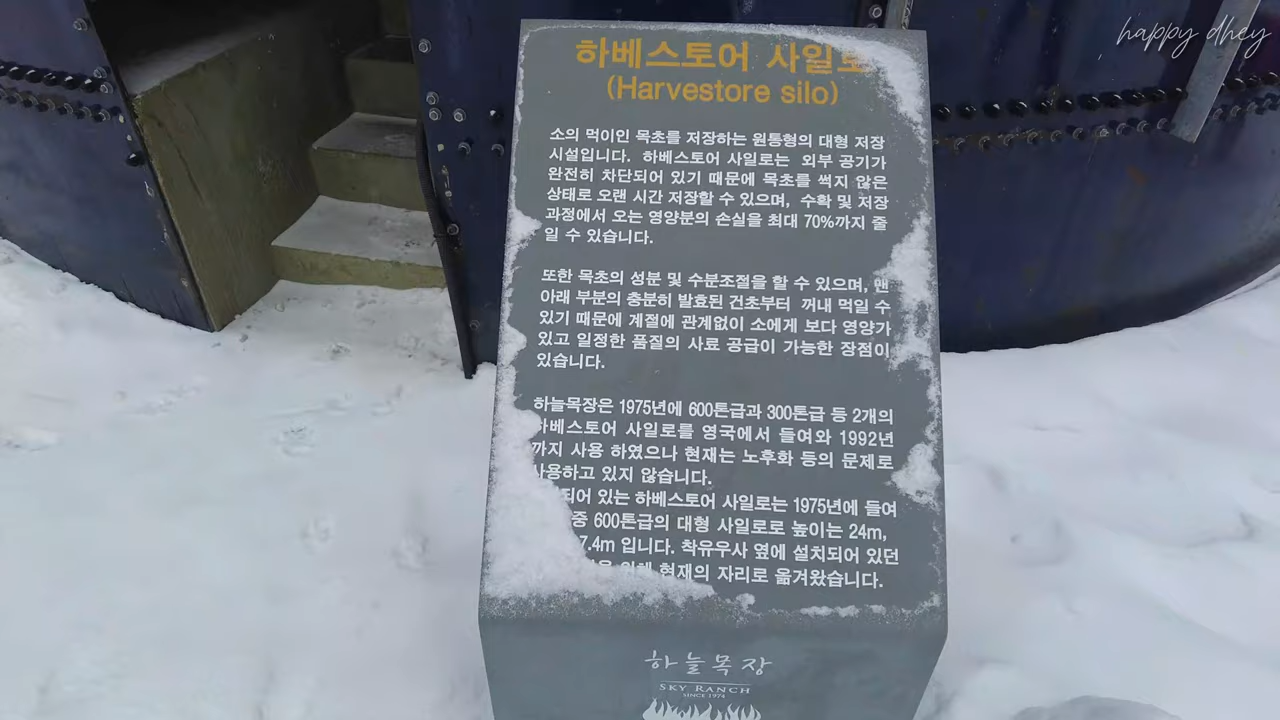 happy dhey
하베스토어 사일로
(Harvestore silo)
소의 먹이인 목초를 저장하는 원통형의 대형 저장
시설입니다. 하베스토어 사일로는 외부 공기가
완전히 차단되어 있기 때문에 목초를 썩지 않은
상태로 오랜 시간 저장할 수 있으며, 수확 및 저장
과정에서 오는 영양분의 손실을 최대 70%까지 줄
일 수 있습니다.
또한 목초의 성분 및 수분조절을 할 수 있으며, 맨
아래 부분의 충분히 발효된 건초부터 꺼내 먹일 수
있기 때문에 계절에 관계없이 소에게 보다 영양가
있고 일정한 품질의 사료 공급이 가능한 장점이
있습니다.
하늘목장은 1975년에 600톤급과 300톤급 등 2개의
하베스토어 사일로를 영국에서 들여와 1992년
까지 사용 하였으나 현재는 노후화 등의 문제로
사용하고 있지 않습니다.
되어 있는 하베스토어 사일로는 1975년에 들여
중 600톤급의 대형 사일로로 높이는 24m,
7.4m 입니다. 착유우사 옆에 설치되어 있던
위해 현재의 자리로 옮겨왔습니다.
하늘목장
SKY RANCH
SINCE 1974